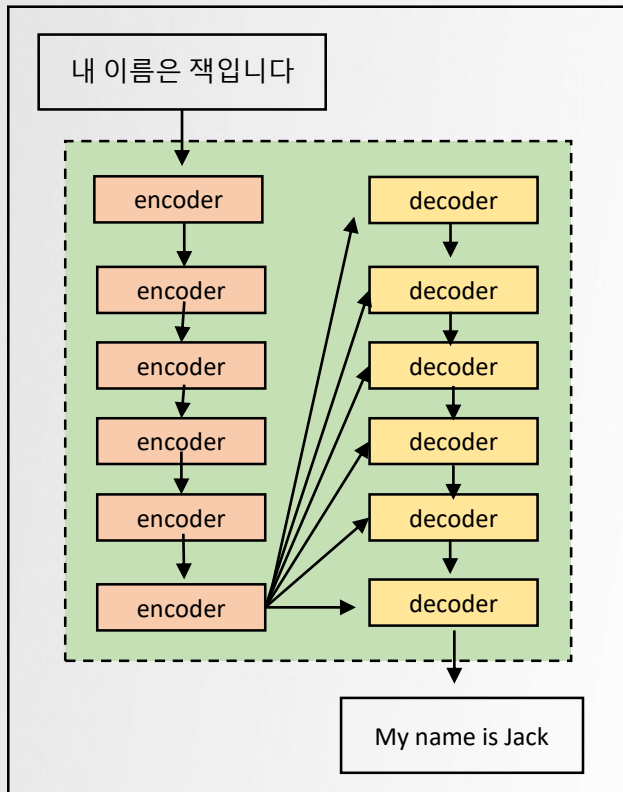 내 이름은 잭입니다
encoder
encoder
encoder
encoder
encoder
encoder
decoder
decoder
decoder
decoder
decoder
decoder
My name is Jack